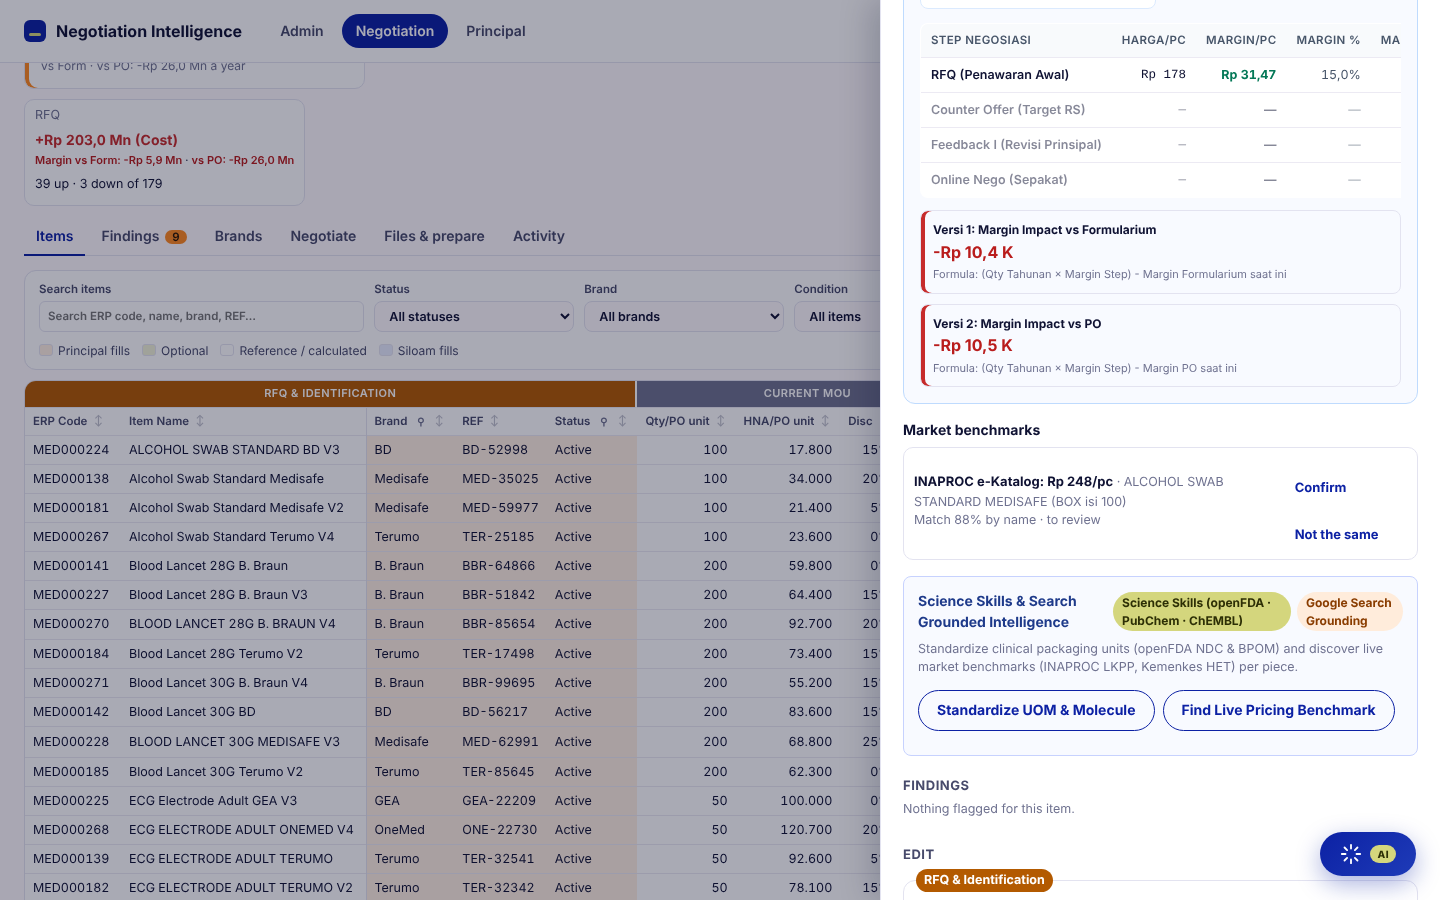 Negotiation Intelligence
Admin
Negotiation
Principal
vs Form · vs PO: -Rp 26,0 Mn a year
RFQ
+Rp 203,0 Mn (Cost)
Margin vs Form: -Rp 5,9 Mn · vs PO: -Rp 26,0 Mn
39 up · 3 down of 179
Items
Findings 9
Brands
Negotiate
Files & prepare
Activity
Search items
Status
Brand
Condition
Search ERP code, name, brand, REF...
All statuses
All brands
All items
Principal fills
Optional
Reference / calculated
Siloam fills
RFQ & IDENTIFICATION
CURRENT MOU
ERP Code Item Name Brand REF Status Qty/PO unit HNA/PO unit Disc
MED000224 ALCOHOL SWAB STANDARD BD V3 BD BD-52998 Active 100 17.800 15
MED000138 Alcohol Swab Standard Medisafe Medisafe MED-35025 Active 100 34.000 20
MED000181 Alcohol Swab Standard Medisafe V2 Medisafe MED-59977 Active 100 21.400 5
MED000267 Alcohol Swab Standard Terumo V4 Terumo TER-25185 Active 100 23.600 0
MED000141 Blood Lancet 28G B. Braun B. Braun BBR-64866 Active 200 59.800 0
MED000227 Blood Lancet 28G B. Braun V3 B. Braun BBR-51842 Active 200 64.400 15
MED000270 BLOOD LANCET 28G B. BRAUN V4 B. Braun BBR-85654 Active 200 92.700 20
MED000184 Blood Lancet 28G Terumo V2 Terumo TER-17498 Active 200 73.400 15
MED000271 Blood Lancet 30G B. Braun V4 B. Braun BBR-99695 Active 200 55.200 15
MED000142 Blood Lancet 30G BD BD BD-56217 Active 200 83.600 15
MED000228 BLOOD LANCET 30G MEDISAFE V3 Medisafe MED-62991 Active 200 68.800 25
MED000185 Blood Lancet 30G Terumo V2 Terumo TER-85645 Active 200 62.300 0
MED000225 ECG Electrode Adult GEA V3 GEA GEA-22209 Active 50 100.000 0
MED000268 ECG ELECTRODE ADULT ONEMED V4 OneMed ONE-22730 Active 50 120.700 20
MED000139 ECG ELECTRODE ADULT TERUMO Terumo TER-32541 Active 50 92.600 5
MED000182 ECG ELECTRODE ADULT TERUMO V2 Terumo TER-32342 Active 50 78.100 15
STEP NEGOSIASI HARGA/PC MARGIN/PC MARGIN % MA
RFQ (Penawaran Awal) Rp 178 Rp 31,47 15,0%
Counter Offer (Target RS) — — —
Feedback I (Revisi Prinsipal) — — —
Online Nego (Sepakat) — — —
Versi 1: Margin Impact vs Formularium
-Rp 10,4 K
Formula: (Qty Tahunan × Margin Step) - Margin Formularium saat ini
Versi 2: Margin Impact vs PO
-Rp 10,5 K
Formula: (Qty Tahunan × Margin Step) - Margin PO saat ini
Market benchmarks
INAPROC e-Katalog: Rp 248/pc · ALCOHOL SWAB
STANDARD MEDISAFE (BOX isi 100)
Match 88% by name · to review
Confirm
Not the same
Science Skills & Search
Grounded Intelligence
Science Skills (openFDA ·
PubChem · ChEMBL)
Google Search
Grounding
Standardize clinical packaging units (openFDA NDC & BPOM) and discover live
market benchmarks (INAPROC LKPP, Kemenkes HET) per piece.
Standardize UOM & Molecule
Find Live Pricing Benchmark
FINDINGS
Nothing flagged for this item.
EDIT
AI
RFQ & Identification